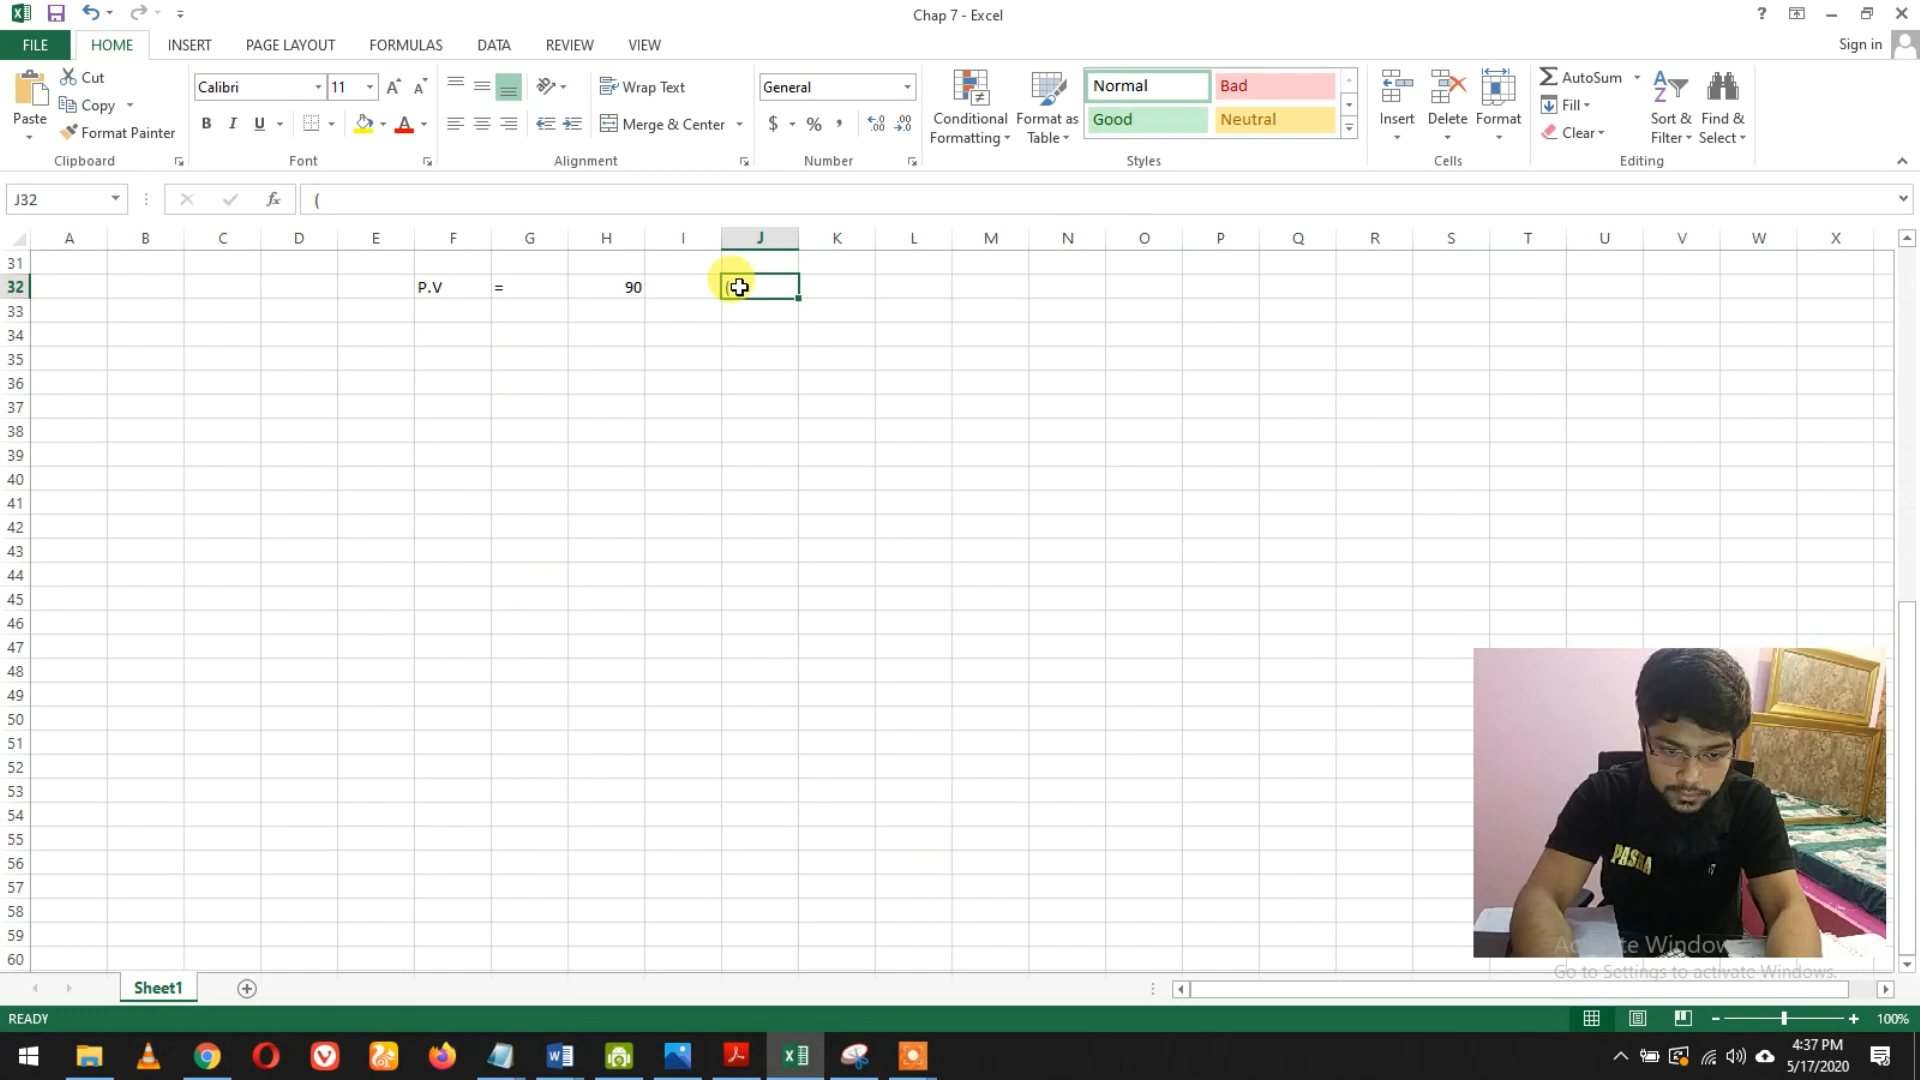 Chap 7 - Excel
?
FILE HOME INSERT PAGE LAYOUT FORMULAS DATA REVIEW VIEW Sign in
Paste
Cut
Copy
Format Painter
Clipboard
Calibri 11
B I U
Font
Wrap Text
Merge & Center
Alignment
General
$ % ,
Number
Conditional Formatting
Format as Table
Normal Bad
Good Neutral
Styles
Insert Delete Format
Cells
AutoSum
Fill
Clear
Sort & Filter
Find & Select
Editing
J32 fx (
A B C D E F G H I J K L M N O P Q R S T U V W X
31
32 P.V = 90 (
33
34
35
36
37
38
39
40
41
42
43
44
45
46
47
48
49
50
51
52
53
54
55
56
57
58
59
60
PASHA
Activate Windows
Go to Settings to activate Windows.
Sheet1
READY 100%
4:37 PM
5/17/2020